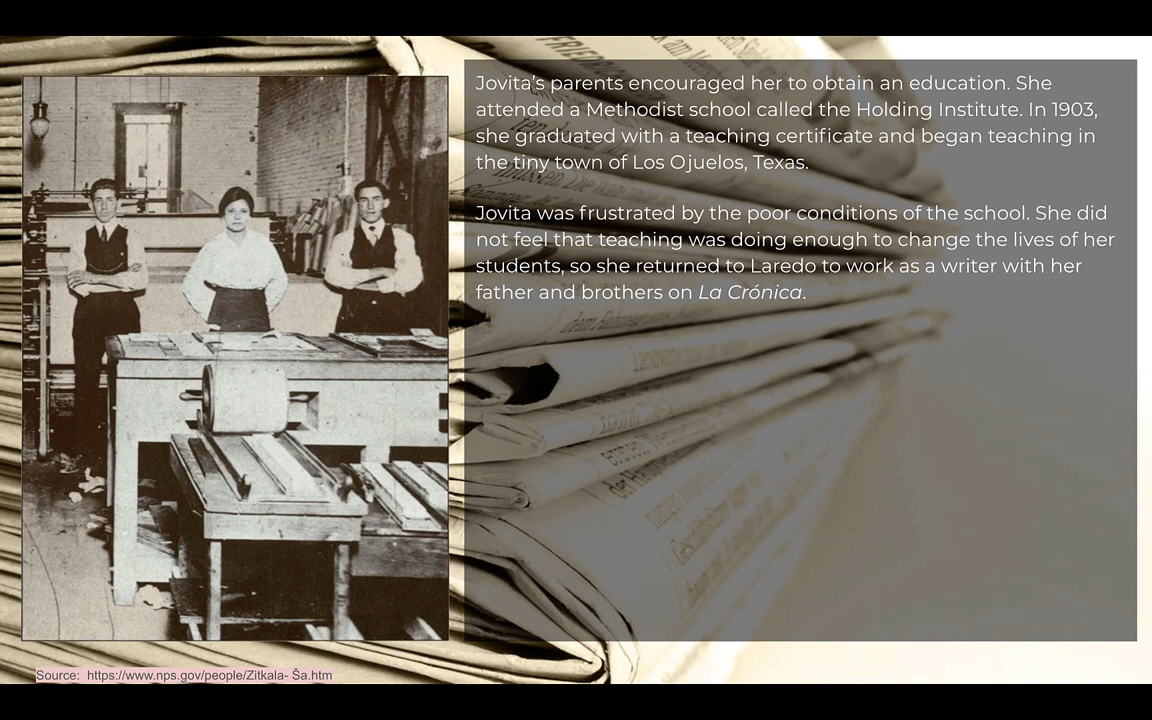 Jovita's parents encouraged her to obtain an education. She
attended a Methodist school called the Holding Institute. In 1903,
she graduated with a teaching certificate and began teaching in
the tiny town of Los Ojuelos, Texas.
Jovita was frustrated by the poor conditions of the school. She did
not feel that teaching was doing enough to change the lives of her
students, so she returned to Laredo to work as a writer with her
father and brothers on La Crónica.
Source:  https://www.nps.gov/people/Zitkala- Ša.htm